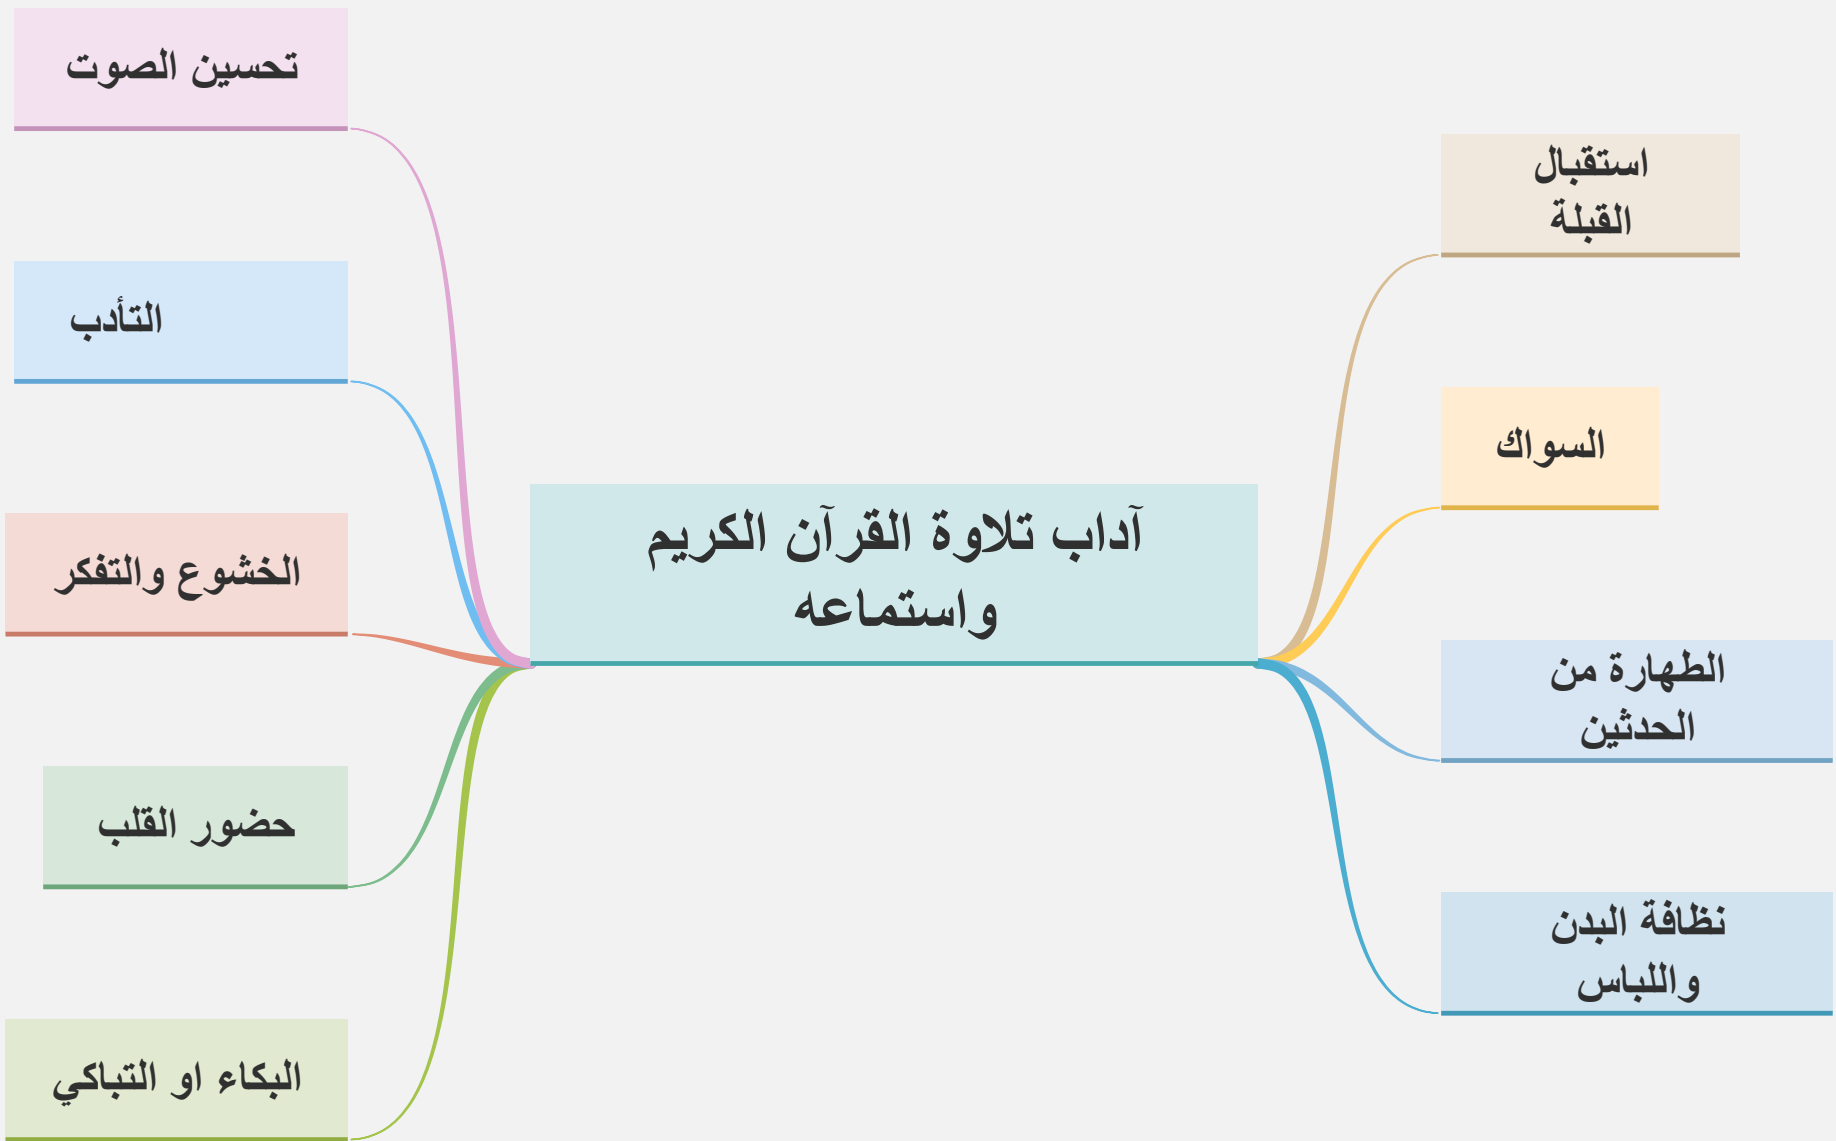 آداب تلاوة القرآن الكريم
واستماعه
استقبال
القبلة
السواك
الطهارة من
الحدثين
نظافة البدن
واللباس
تحسين الصوت
التأدب
الخشوع والتفكر
حضور القلب
البكاء او التباكي